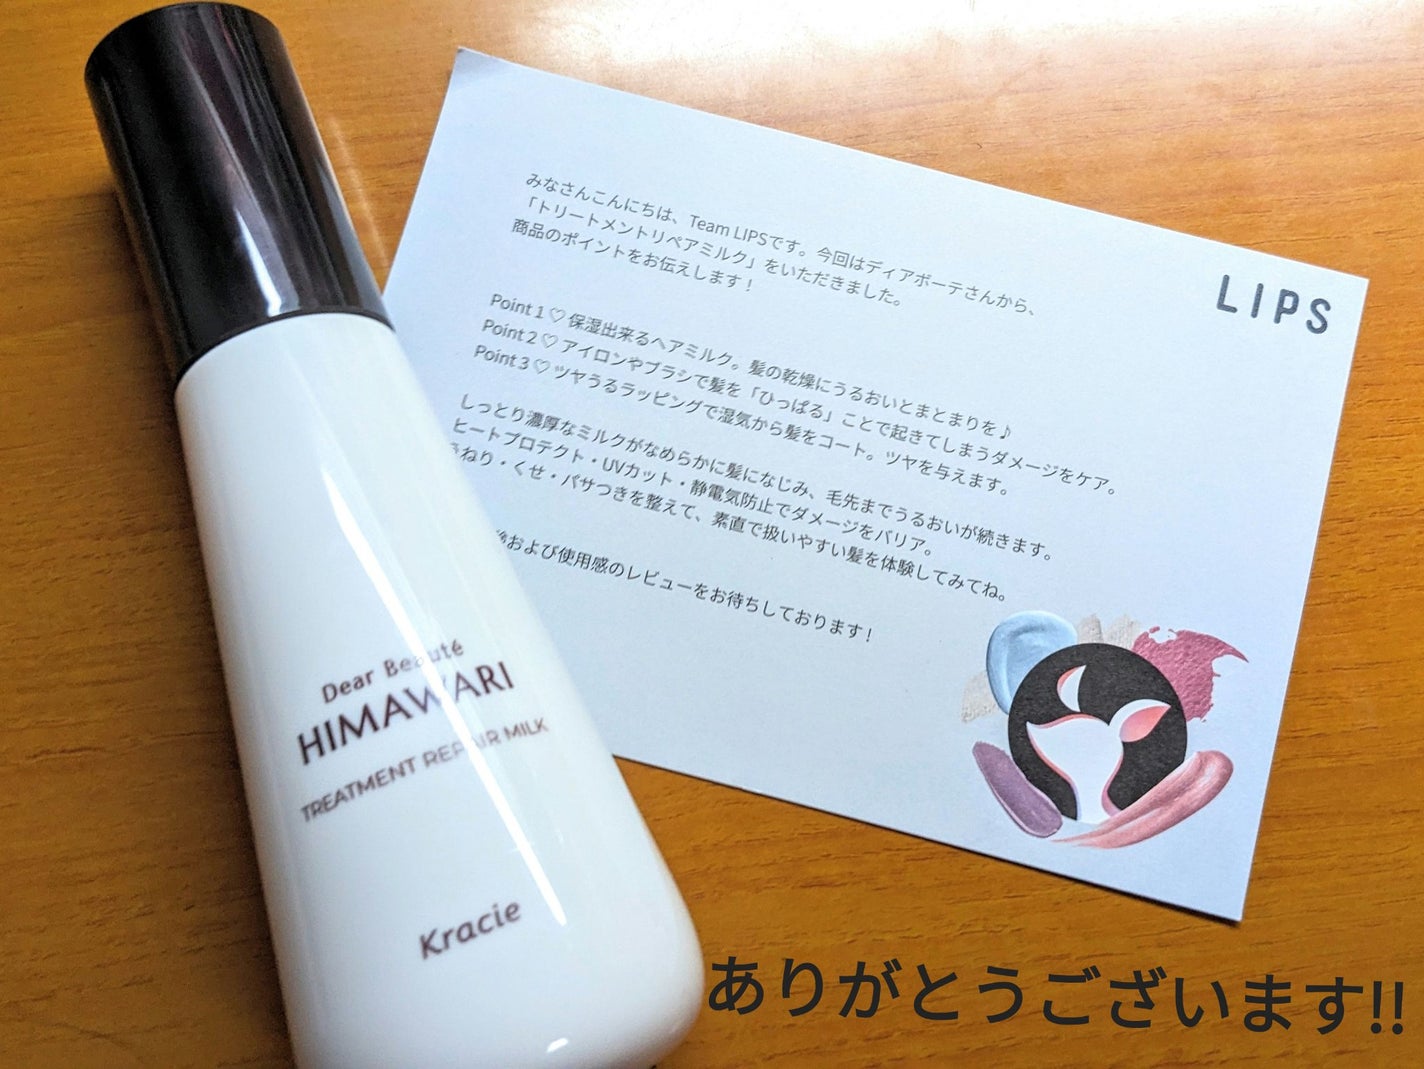 LIPS
みなさんこんにちは、Team LIPSです。今回はディアボーテさんから、
「トリートメントリペアミルク」をいただきました。
商品のポイントをお伝えします！
Point 1 ♡ 保湿出来るヘアミルク。髪の乾燥にうるおいとまとまりを♪
Point 2 ♡ アイロンやブラシで髪を「ひっぱる」ことで起きてしまうダメージをケア。
Point 3 ♡ ツヤうるラッピングで湿気から髪をコート。ツヤを与えます。
しっとり濃厚なミルクがなめらかに髪になじみ、毛先までうるおいが続きます。
ヒートプロテクト・UVカット・静電気防止でダメージをバリア。
うねり・くせ・パサつきを整えて、素直で扱いやすい髪を体験してみてね。
および使用感のレビューをお待ちしております！
Dear Beauté
HIMAWARI
TREATMENT REPAIR MILK
Kracie
ありがとうございます!!